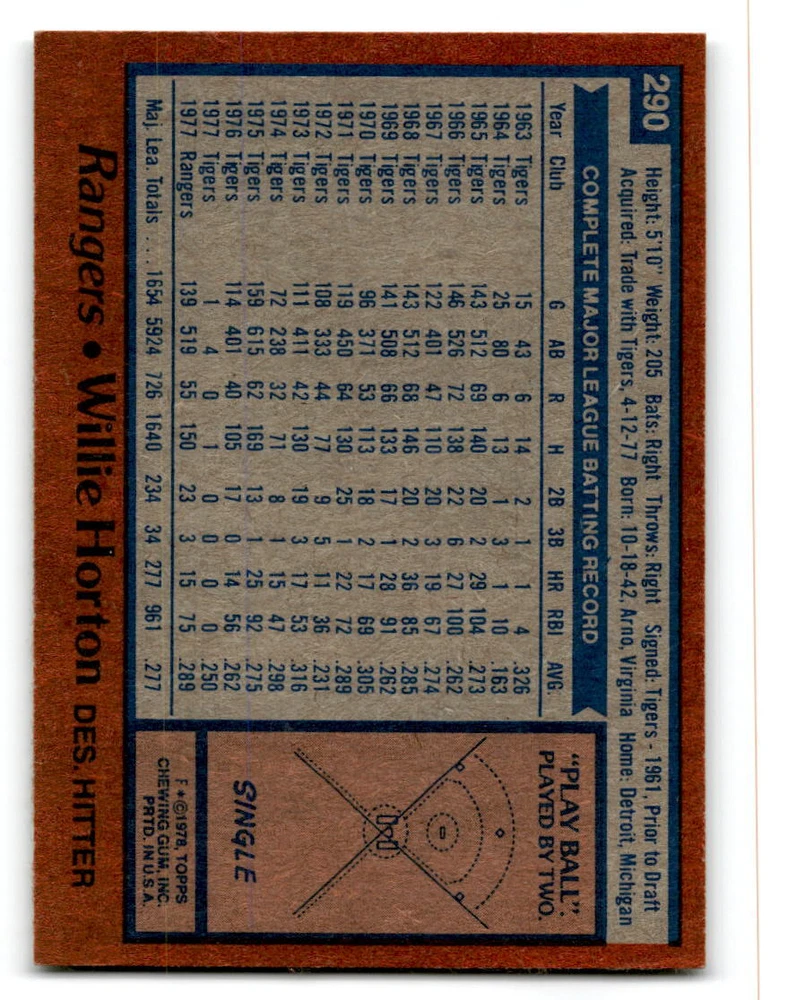 290
Height: 5'10" Weight: 205 Bats: Right Throws: Right Signed: Tigers - 1961, Prior to Draft
Acquired: Trade with Tigers, 4-12-77 Born: 10-18-42, Arno, Virginia Home: Detroit, Michigan
COMPLETE MAJOR LEAGUE BATTING RECORD
Year Club G AB R H 2B 3B HR RBI AVG.
1963 Tigers 15 43 6 14 2 1 1 4 .326
1964 Tigers 25 80 6 13 1 3 1 10 .163
1965 Tigers 143 512 69 140 20 2 29 104 .273
1966 Tigers 146 526 72 138 22 6 27 100 .262
1967 Tigers 122 401 47 110 20 3 19 67 .274
1968 Tigers 143 512 68 146 20 2 36 85 .285
1969 Tigers 141 508 66 133 17 1 28 91 .262
1970 Tigers 96 371 53 113 18 2 17 69 .305
1971 Tigers 119 450 64 130 25 1 22 72 .289
1972 Tigers 108 333 44 77 9 5 11 36 .231
1973 Tigers 111 411 42 130 19 3 17 53 .316
1974 Tigers 72 238 32 71 8 1 15 47 .298
1975 Tigers 159 615 62 169 13 1 25 92 .275
1976 Tigers 114 401 40 105 17 0 14 56 .262
1977 Tigers 1 4 0 1 0 0 0 0 .250
1977 Rangers 139 519 55 150 23 3 15 75 .289
Maj. Lea. Totals . . . 1654 5924 726 1640 234 34 277 961 .277
"PLAY BALL"
PLAYED BY TWO.
SINGLE
F * © 1978, TOPPS
CHEWING GUM, INC.
PRTD. IN U.S.A.
Rangers • Willie Horton DES. HITTER